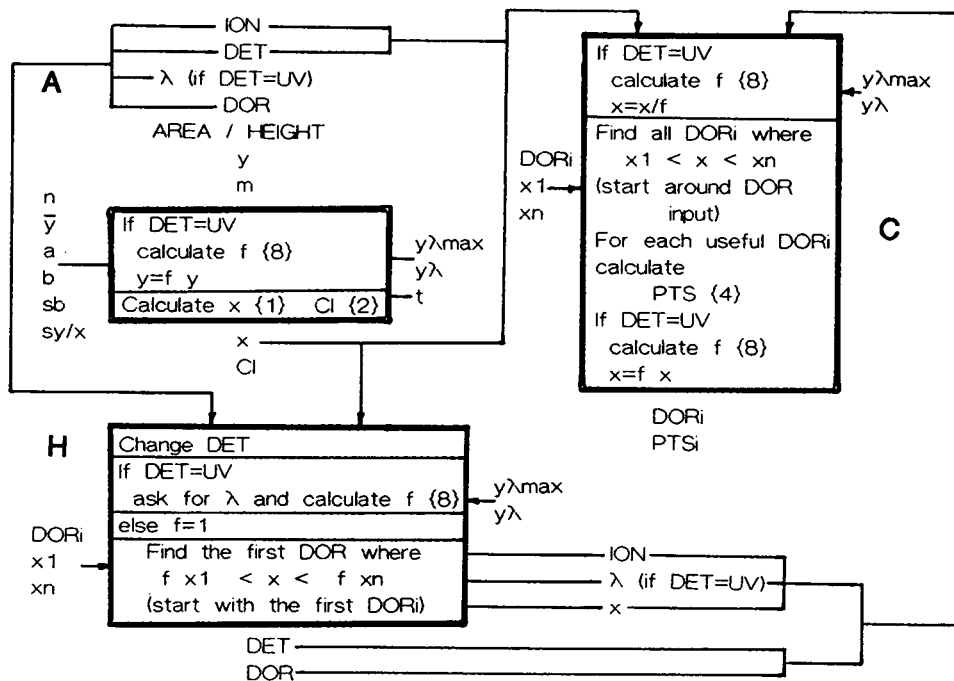 ION
DET
A
λ (if DET=UV)
DOR
AREA / HEIGHT
y
m
n
y̅
a
b
sb
sy/x
If DET=UV
calculate f {8}
y=f y
Calculate x {1} CI {2}
yλmax
yλ
t
x
CI
If DET=UV
calculate f {8}
x=x/f
yλmax
yλ
Find all DORi where
x1 < x < xn
(start around DOR
input)
For each useful DORi
calculate
PTS {4}
If DET=UV
calculate f {8}
x=f x
DORi
x1
xn
C
DORi
PTSi
H
Change DET
If DET=UV
ask for λ and calculate f {8}
else f=1
Find the first DOR where
f x1 < x < f xn
(start with the first DORi)
yλmax
yλ
DORi
x1
xn
ION
λ (if DET=UV)
x
DET
DOR